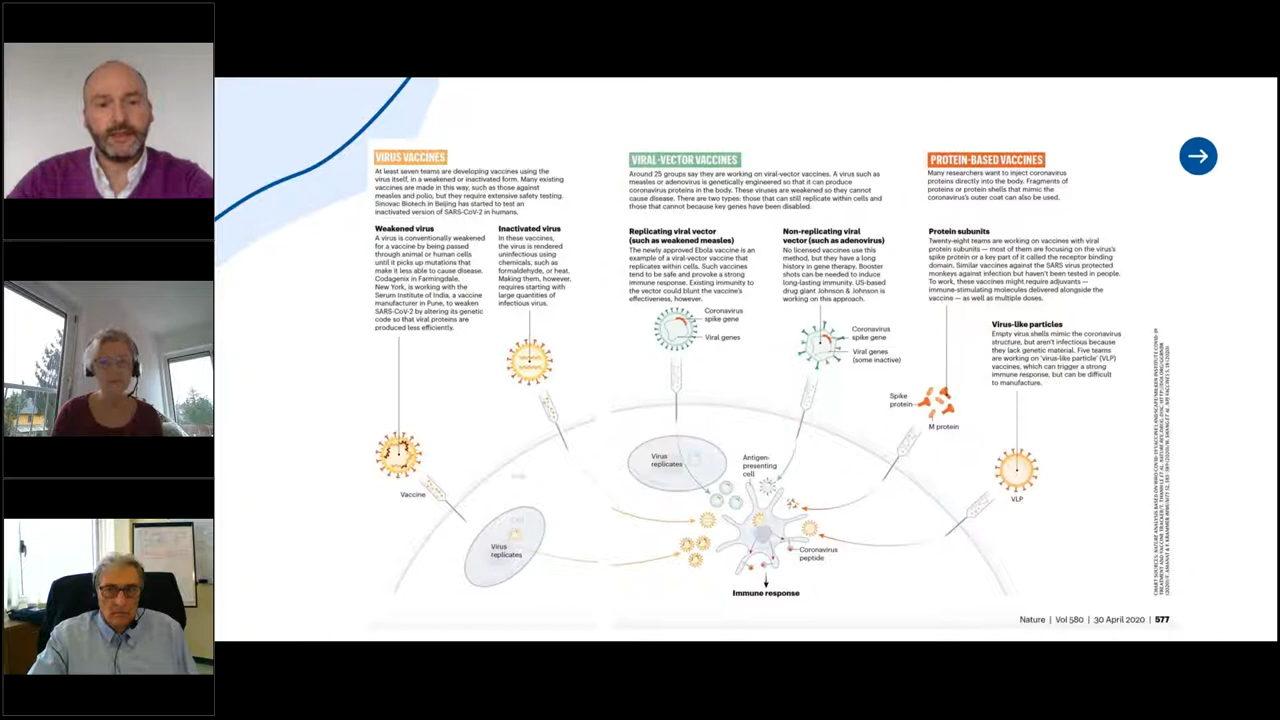 VIRUS VACCINES
At least seven teams are developing vaccines using the
virus itself, in a weakened or inactivated form. Many existing
vaccines are made in this way, such as those against
measles and polio, but they require extensive safety testing.
Sinovac Biotech in Beijing has started to test an
inactivated version of SARS-CoV-2 in humans.
Weakened virus
A virus is conventionally weakened
for a vaccine by being passed
through animal or human cells
until it picks up mutations that
make it less able to cause disease.
Codagenix in Farmingdale,
New York, is working with the
Serum Institute of India, a vaccine
manufacturer in Pune, to weaken
SARS-CoV-2 by altering its genetic
code so that viral proteins are
produced less efficiently.
Inactivated virus
In these vaccines,
the virus is rendered
uninfectious using
chemicals, such as
formaldehyde, or heat.
Making them, however,
requires starting with
large quantities of
infectious virus.
Vaccine
Virus
replicates
VIRAL-VECTOR VACCINES
Around 25 groups say they are working on viral-vector vaccines. A virus such as
measles or adenovirus is genetically engineered so that it can produce
coronavirus proteins in the body. These viruses are weakened so they cannot
cause disease. There are two types: those that can still replicate within cells and
those that cannot because key genes have been disabled.
Replicating viral vector
(such as weakened measles)
The newly approved Ebola vaccine is an
example of a viral-vector vaccine that
replicates within cells. Such vaccines
tend to be safe and provoke a strong
immune response. Existing immunity to
the vector could blunt the vaccine's
effectiveness, however.
Coronavirus
spike gene
Viral genes
Non-replicating viral
vector (such as adenovirus)
No licensed vaccines use this
method, but they have a long
history in gene therapy. Booster
shots can be needed to induce
long-lasting immunity. US-based
drug giant Johnson & Johnson is
working on this approach.
Coronavirus
spike gene
Viral genes
(some inactive)
Virus
replicates
Antigen-
presenting
cell
Coronavirus
peptide
Immune response
PROTEIN-BASED VACCINES
Many researchers want to inject coronavirus
proteins directly into the body. Fragments of
proteins or protein shells that mimic the
coronavirus's outer coat can also be used.
Protein subunits
Twenty-eight teams are working on vaccines with viral
protein subunits — most of them are focusing on the virus's
spike protein or a key part of it called the receptor binding
domain. Similar vaccines against the SARS virus protected
monkeys against infection but haven't been tested in people.
To work, these vaccines might require adjuvants —
immune-stimulating molecules delivered alongside the
vaccine — as well as multiple doses.
Virus-like particles
Empty virus shells mimic the coronavirus
structure, but aren't infectious because
they lack genetic material. Five teams
are working on 'virus-like particle' (VLP)
vaccines, which can trigger a strong
immune response, but can be difficult
to manufacture.
Spike
protein
M protein
VLP
Nature | Vol 580 | 30 April 2020 | 577